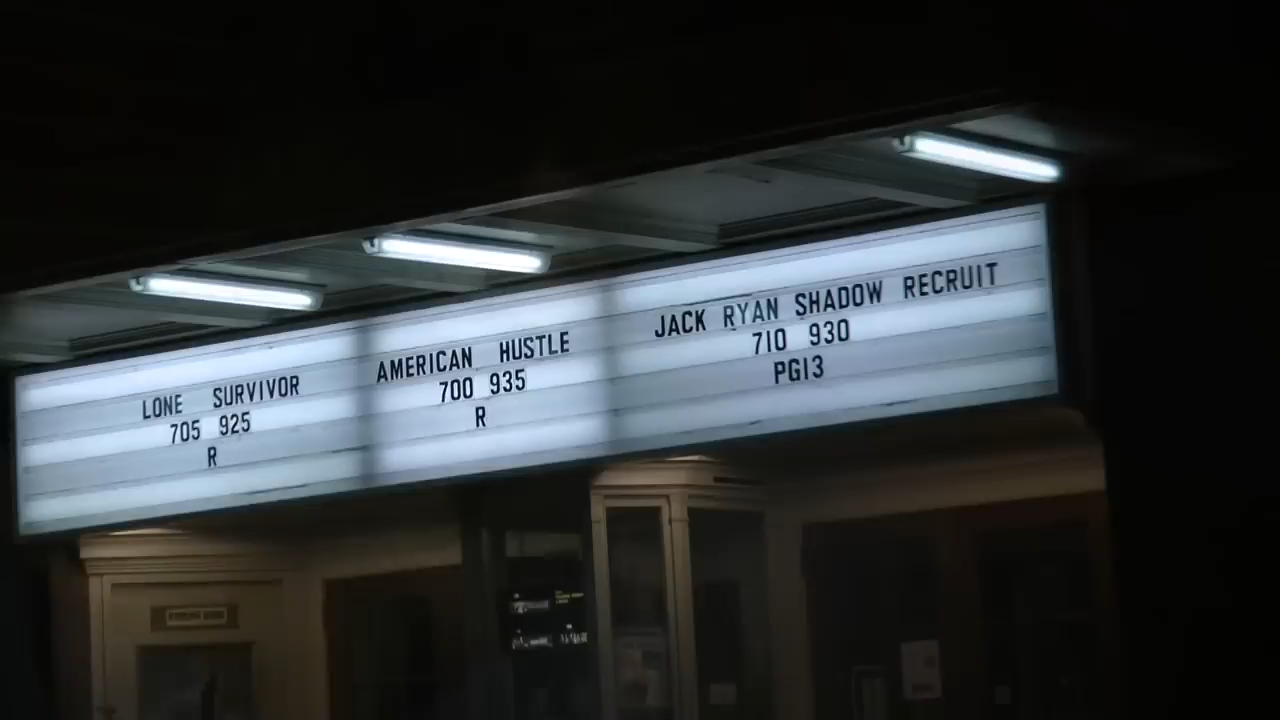 LONE SURVIVOR
705 925
R
AMERICAN HUSTLE
700 935
R
JACK RYAN SHADOW RECRUIT
710 930
PG13